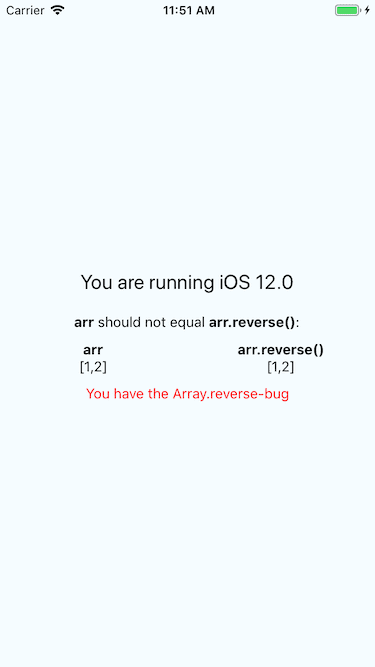 Carrier 11:51 AM
You are running iOS 12.0
arr should not equal arr.reverse():
arr arr.reverse()
[1,2] [1,2]
You have the Array.reverse-bug